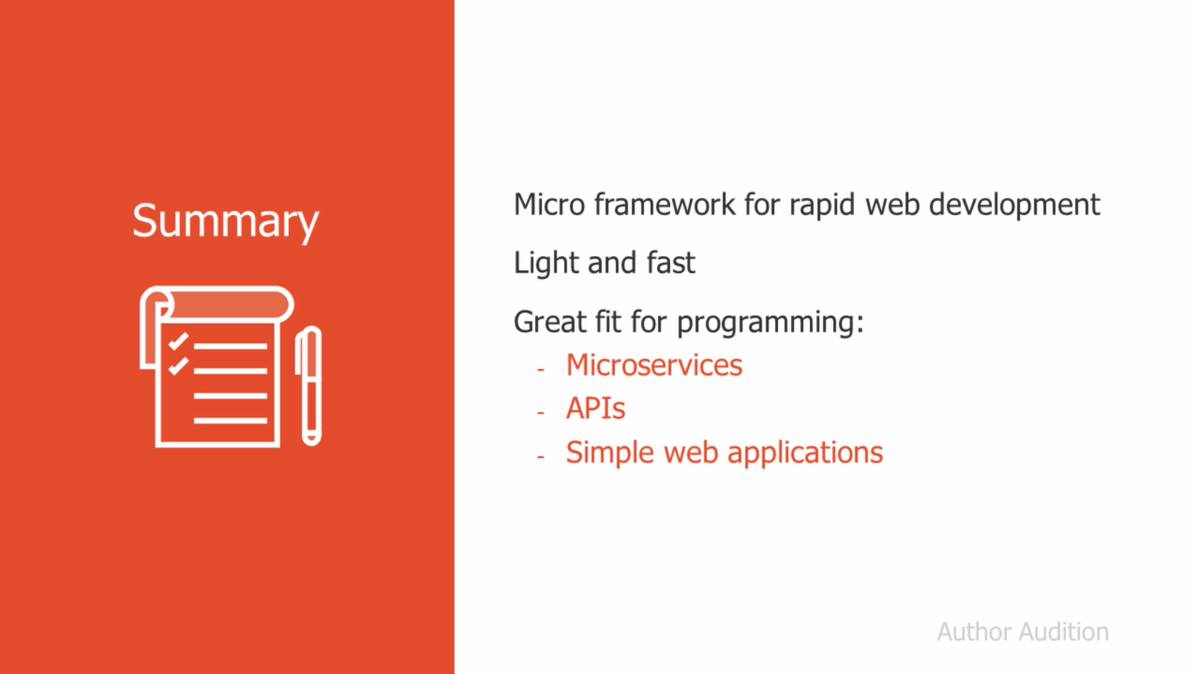 Summary
Micro framework for rapid web development
Light and fast
Great fit for programming:
- Microservices
- APIs
- Simple web applications
Author Audition